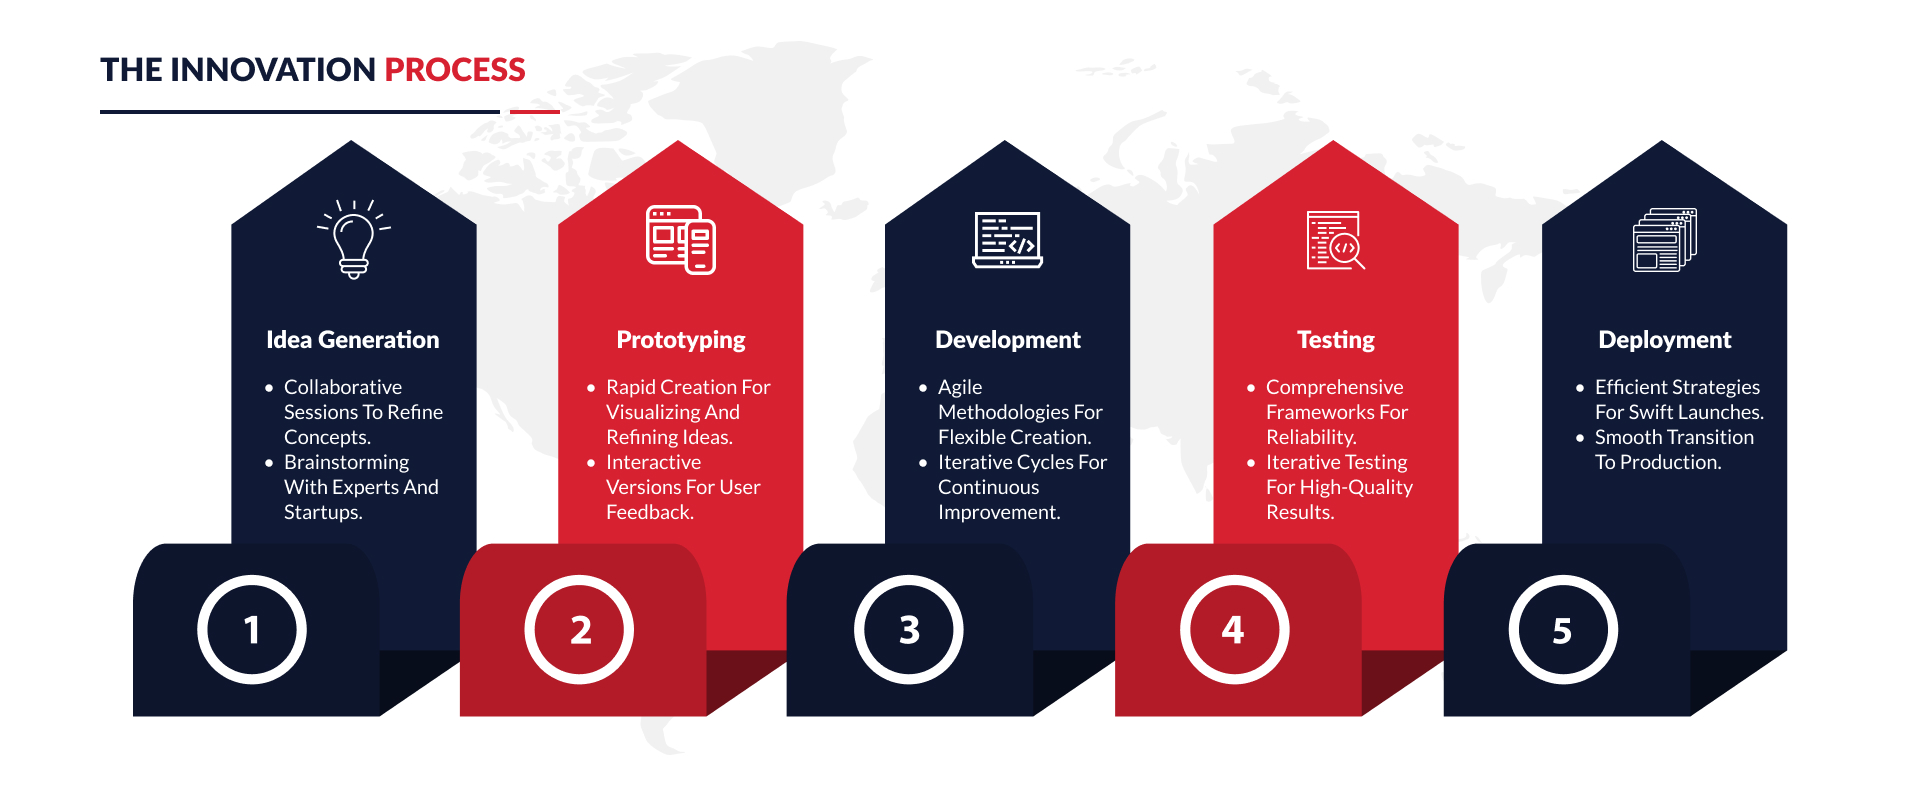 THE INNOVATION PROCESS
Idea Generation
• Collaborative
Sessions To Refine
Concepts.
• Brainstorming
With Experts And
Startups.
1
Prototyping
• Rapid Creation For
Visualizing And
Refining Ideas.
• Interactive
Versions For User
Feedback.
2
Development
• Agile
Methodologies For
Flexible Creation.
• Iterative Cycles For
Continuous
Improvement.
3
Testing
• Comprehensive
Frameworks For
Reliability.
• Iterative Testing
For High-Quality
Results.
4
Deployment
• Efficient Strategies
For Swift Launches.
• Smooth Transition
To Production.
5